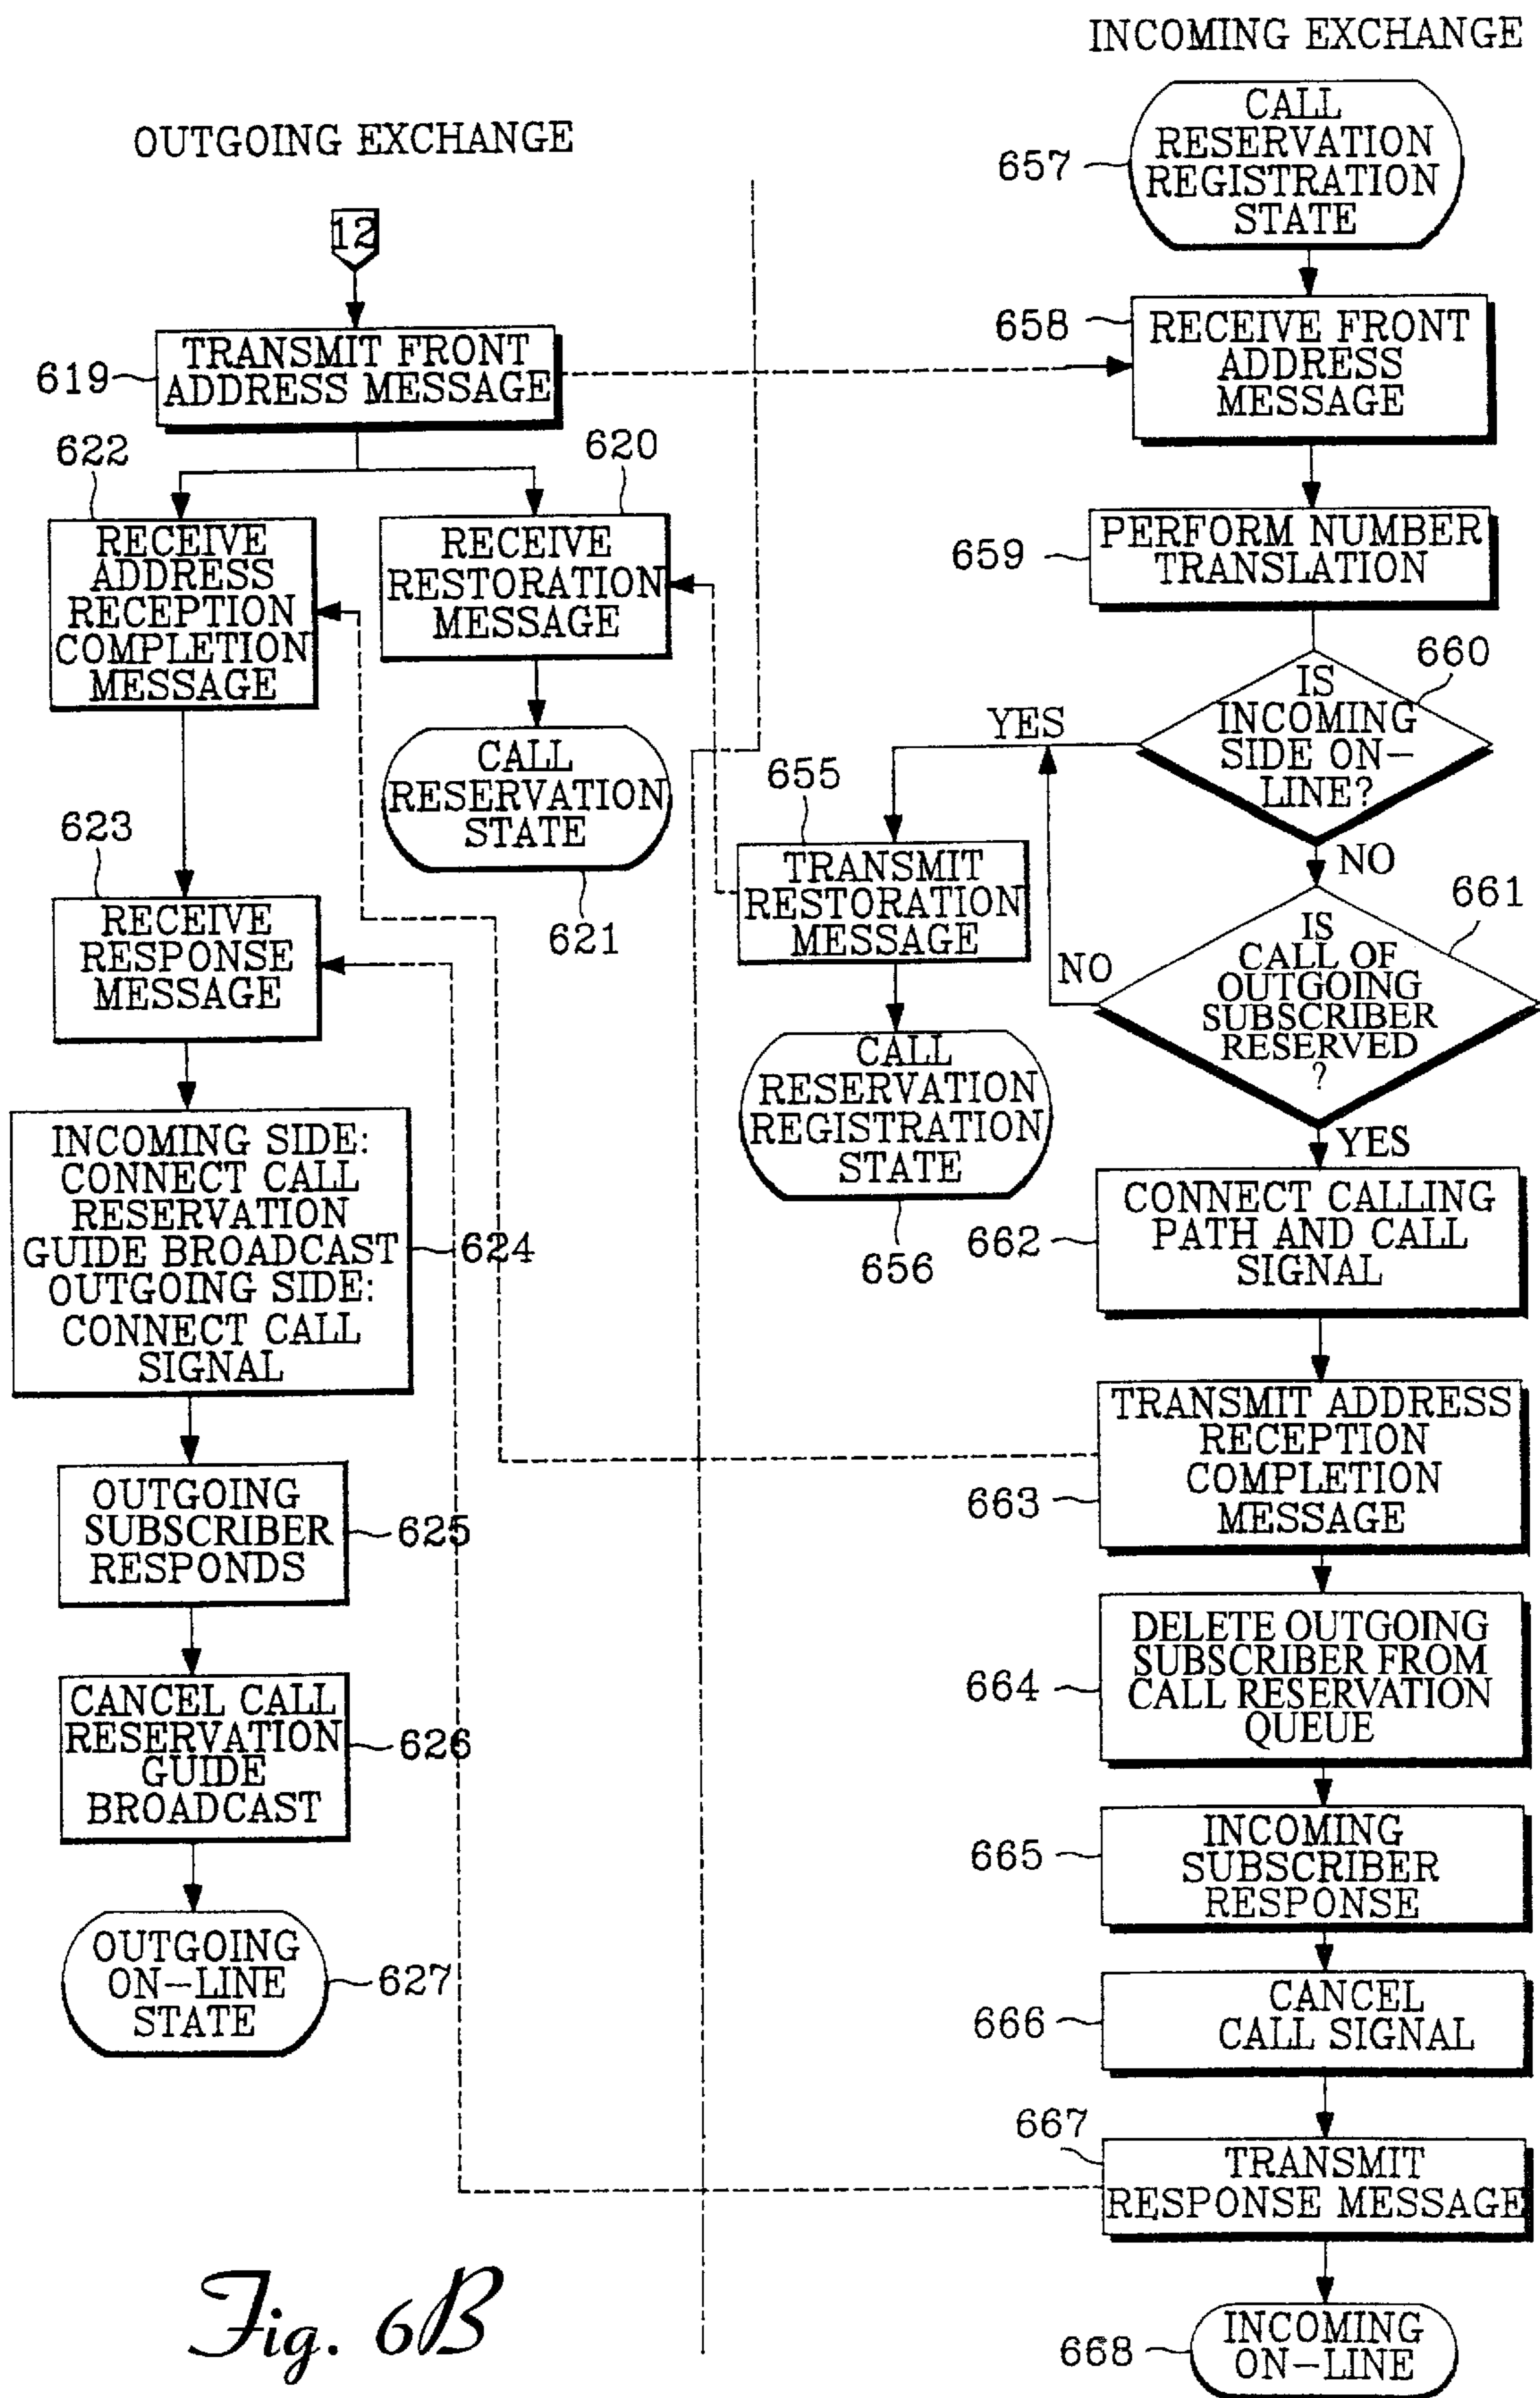 INCOMING EXCHANGE
OUTGOING EXCHANGE
12
619
TRANSMIT FRONT
ADDRESS MESSAGE
622
RECEIVE
ADDRESS
RECEPTION
COMPLETION
MESSAGE
620
RECEIVE
RESTORATION
MESSAGE
CALL
RESERVATION
STATE
621
623
RECEIVE
RESPONSE
MESSAGE
INCOMING SIDE:
CONNECT CALL
RESERVATION
GUIDE BROADCAST
OUTGOING SIDE:
CONNECT CALL
SIGNAL
624
OUTGOING
SUBSCRIBER
RESPONDS
625
CANCEL CALL
RESERVATION
GUIDE
BROADCAST
626
OUTGOING
ON-LINE
STATE
627
657
CALL
RESERVATION
REGISTRATION
STATE
658
RECEIVE FRONT
ADDRESS
MESSAGE
659
PERFORM NUMBER
TRANSLATION
660
IS
INCOMING
SIDE ON-
LINE?
YES
NO
655
TRANSMIT
RESTORATION
MESSAGE
CALL
RESERVATION
REGISTRATION
STATE
656
661
IS
CALL OF
OUTGOING
SUBSCRIBER
RESERVED
?
NO
YES
662
CONNECT CALLING
PATH AND CALL
SIGNAL
663
TRANSMIT ADDRESS
RECEPTION
COMPLETION
MESSAGE
664
DELETE OUTGOING
SUBSCRIBER FROM
CALL RESERVATION
QUEUE
665
INCOMING
SUBSCRIBER
RESPONSE
666
CANCEL
CALL SIGNAL
667
TRANSMIT
RESPONSE MESSAGE
668
INCOMING
ON-LINE
Fig. 6B